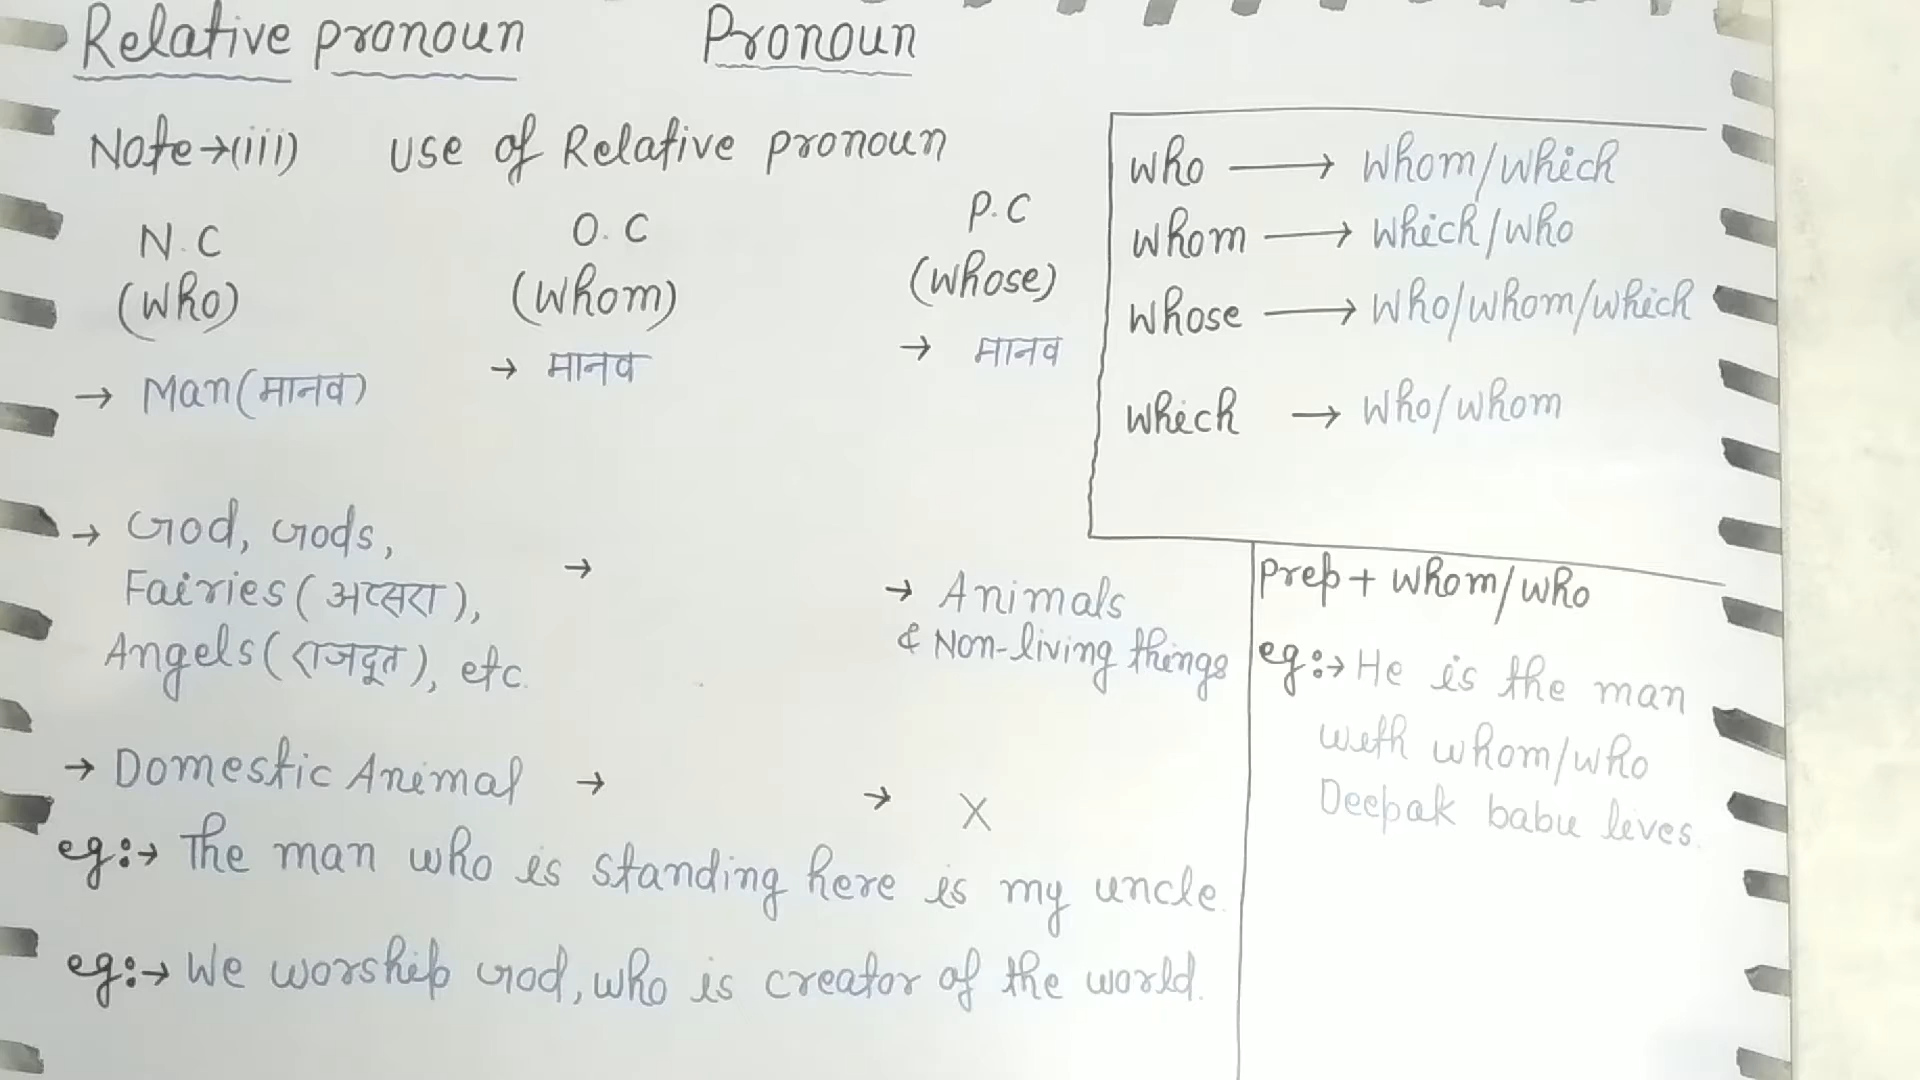 Relative pronoun Pronoun
Note→(iii) use of Relative pronoun
N.C O.C P.C
(who) (whom) (whose)
→ Man(मानव) → मानव → मानव
→ God, Gods, →
Fairies(अप्सरा),
Angels(राजदूत), etc.
→ Animals
& Non-living things
→ Domestic Animal → → X
eg:→ The man who is standing here is my uncle.
eg:→ We worship God, who is creator of the world.
who → whom/which
whom → which/who
whose → who/whom/which
which → who/whom
prep + whom/who
eg:→ He is the man
with whom/who
Deepak babu lives.